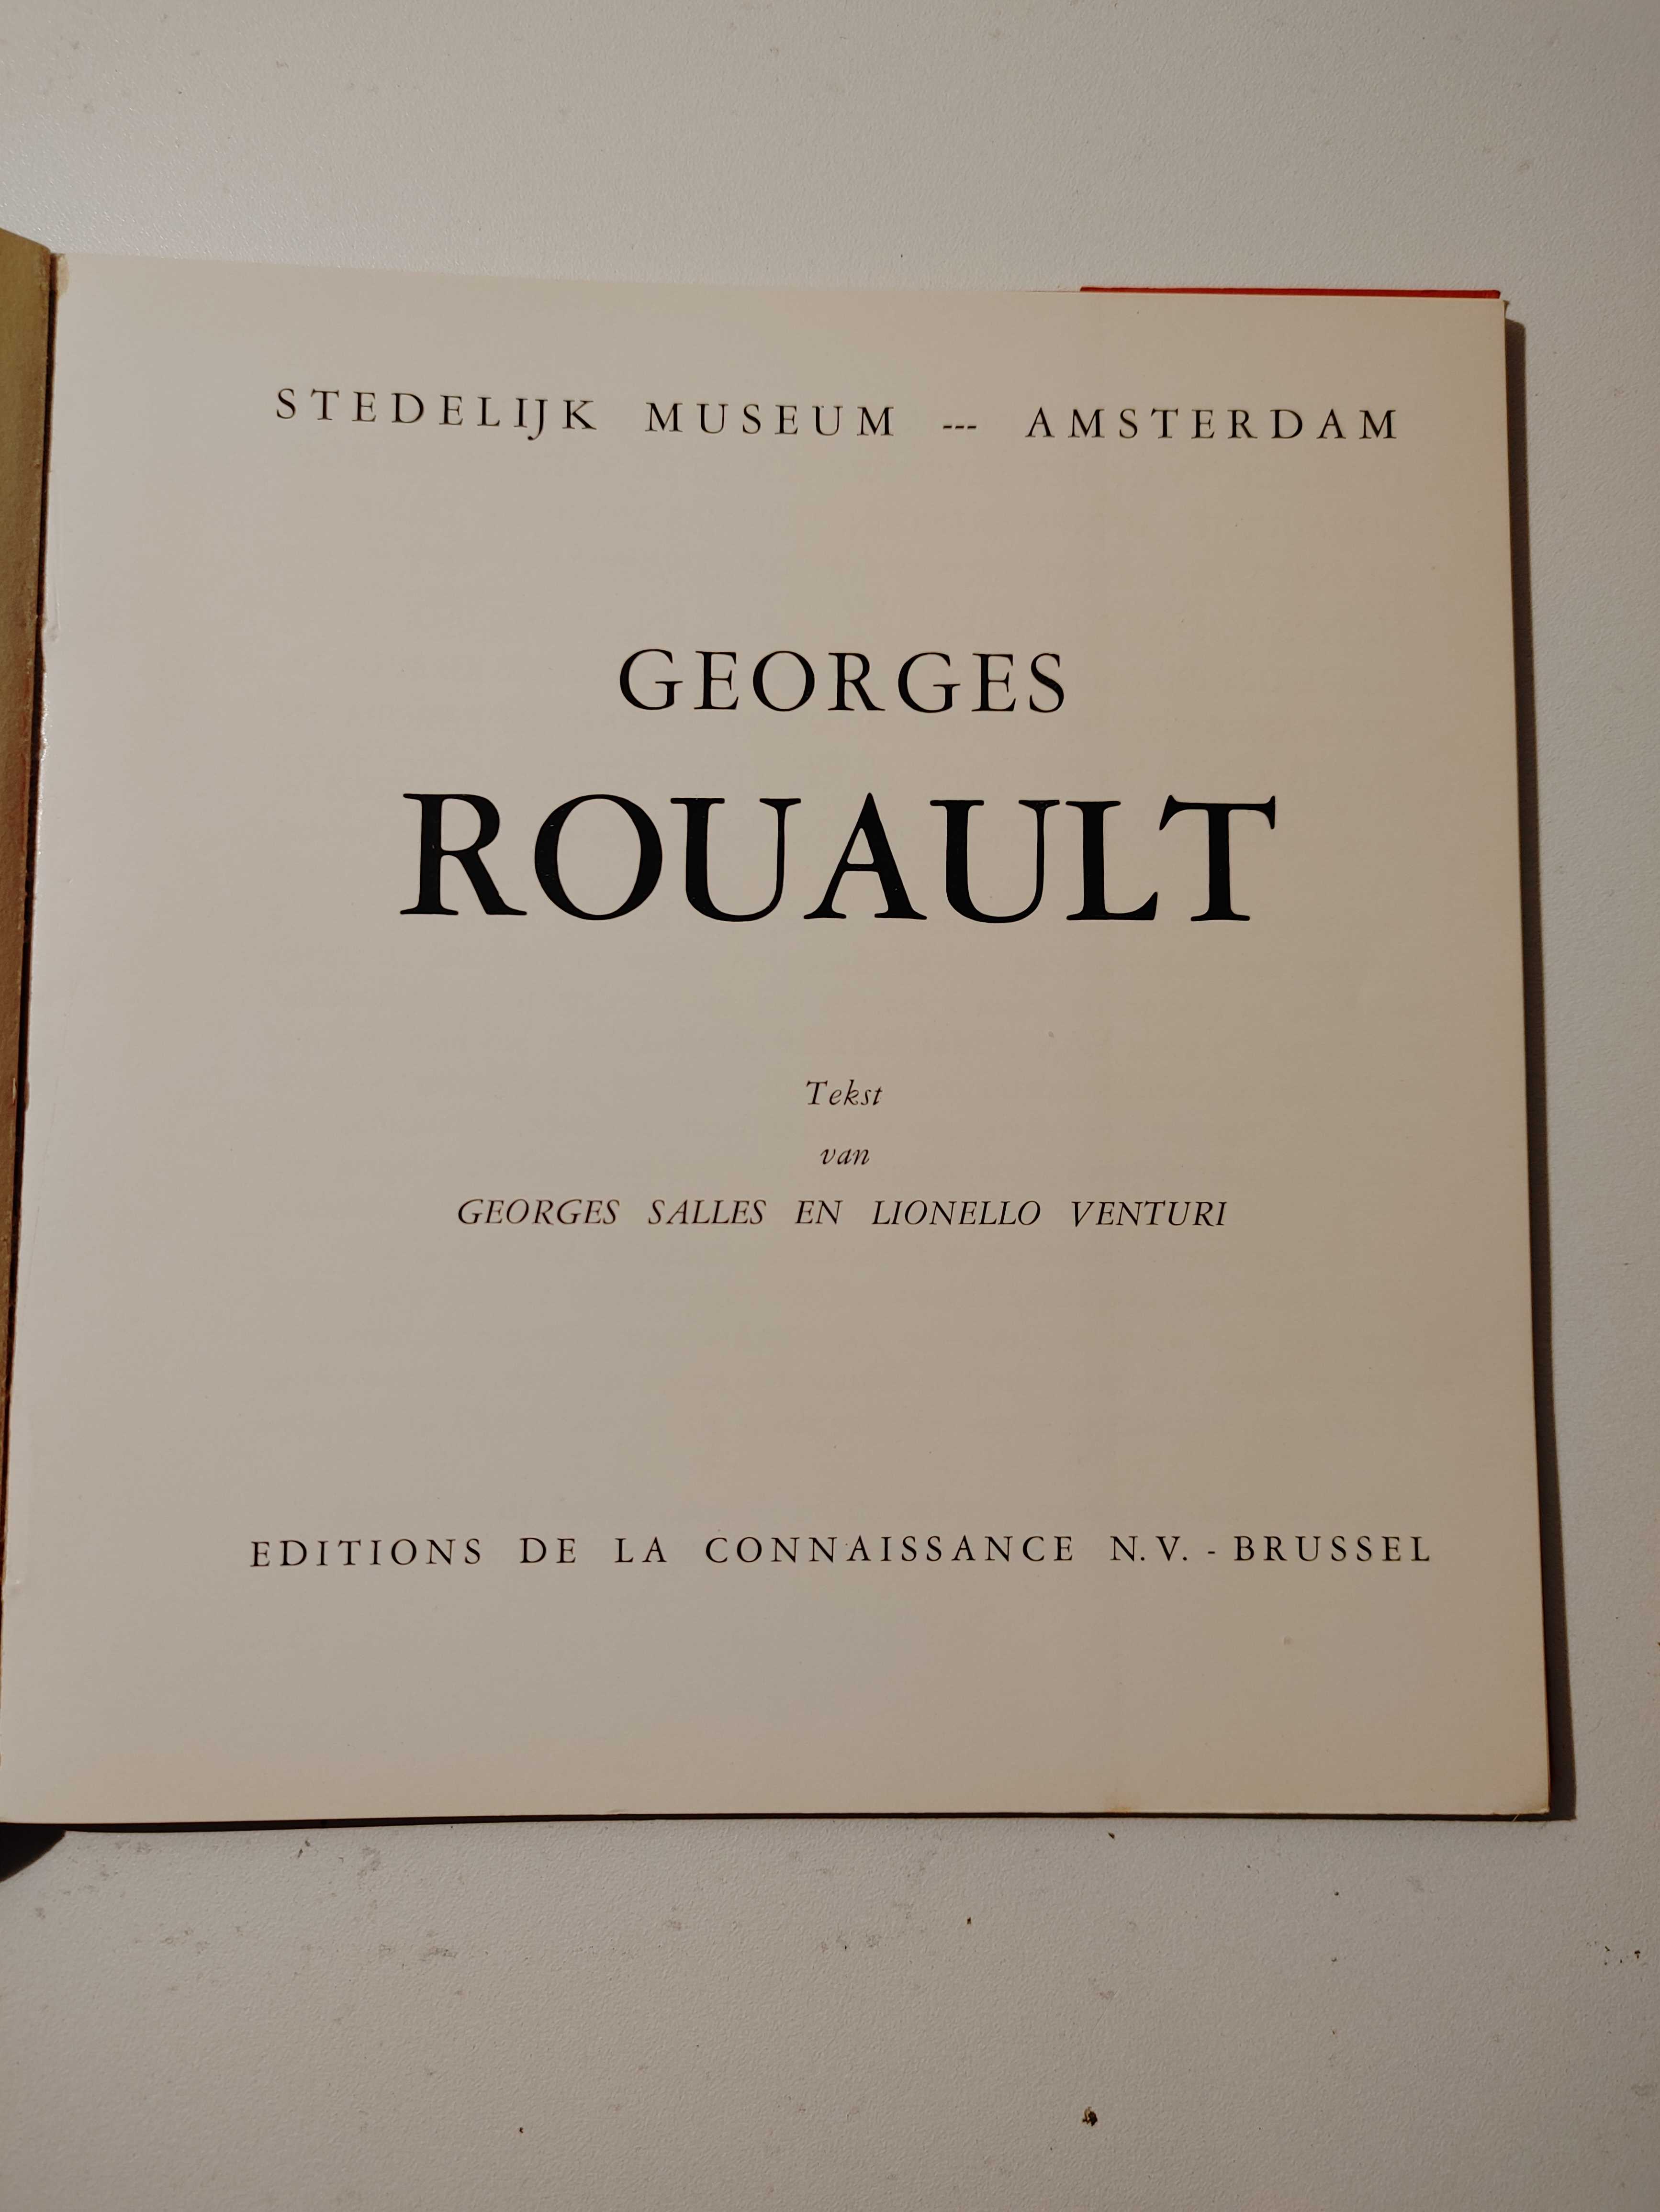 STEDELIJK MUSEUM --- AMSTERDAM
GEORGES
ROUAULT
Tekst
van
GEORGES SALLES EN LIONELLO VENTURI
EDITIONS DE LA CONNAISSANCE N.V. - BRUSSEL